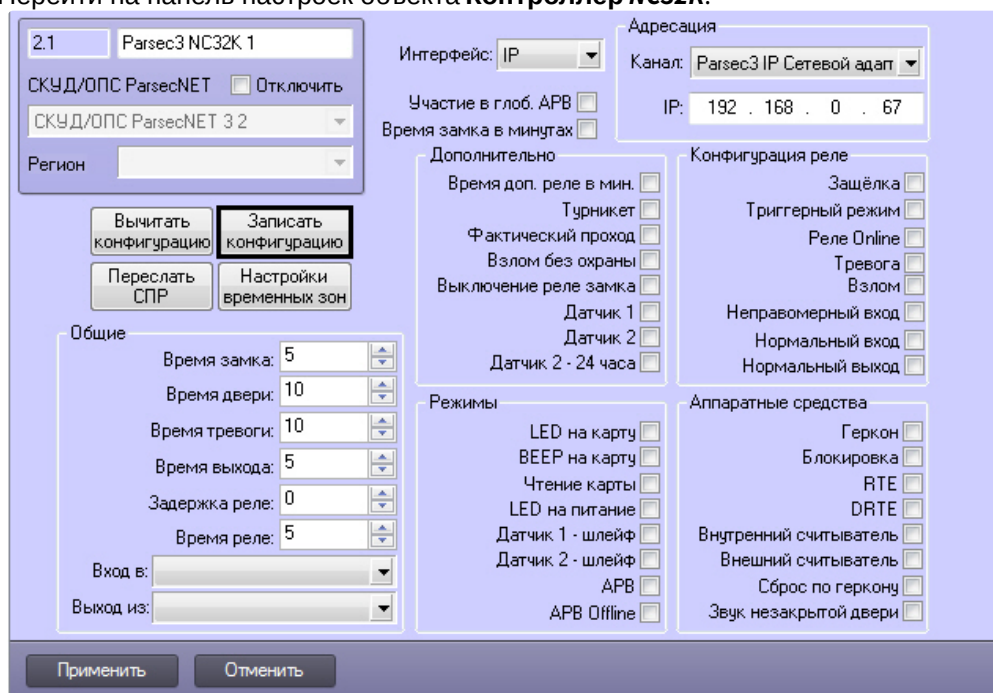 Перейти на панель настроек объекта Контроллер NC32K.
2.1 Parsec3 NC32K 1
СКУД/ОПС ParsecNET Отключить
СКУД/ОПС ParsecNET 3 2
Регион
Интерфейс: IP
Участие в глоб. APB
Время замка в минутах
Адресация
Канал: Parsec3 IP Сетевой адап
IP: 192 . 168 . 0 . 67
Вычитать конфигурацию
Записать конфигурацию
Переслать СПР
Настройки временных зон
Общие
Время замка: 5
Время двери: 10
Время тревоги: 10
Время выхода: 5
Задержка реле: 0
Время реле: 5
Вход в:
Выход из:
Дополнительно
Время доп. реле в мин.
Турникет
Фактический проход
Взлом без охраны
Выключение реле замка
Датчик 1
Датчик 2
Датчик 2 - 24 часа
Конфигурация реле
Защёлка
Триггерный режим
Реле Online
Тревога
Взлом
Неправомерный вход
Нормальный вход
Нормальный выход
Режимы
LED на карту
BEEP на карту
Чтение карты
LED на питание
Датчик 1 - шлейф
Датчик 2 - шлейф
APB
APB Offline
Аппаратные средства
Геркон
Блокировка
RTE
DRTE
Внутренний считыватель
Внешний считыватель
Сброс по геркону
Звук незакрытой двери
Применить
Отменить